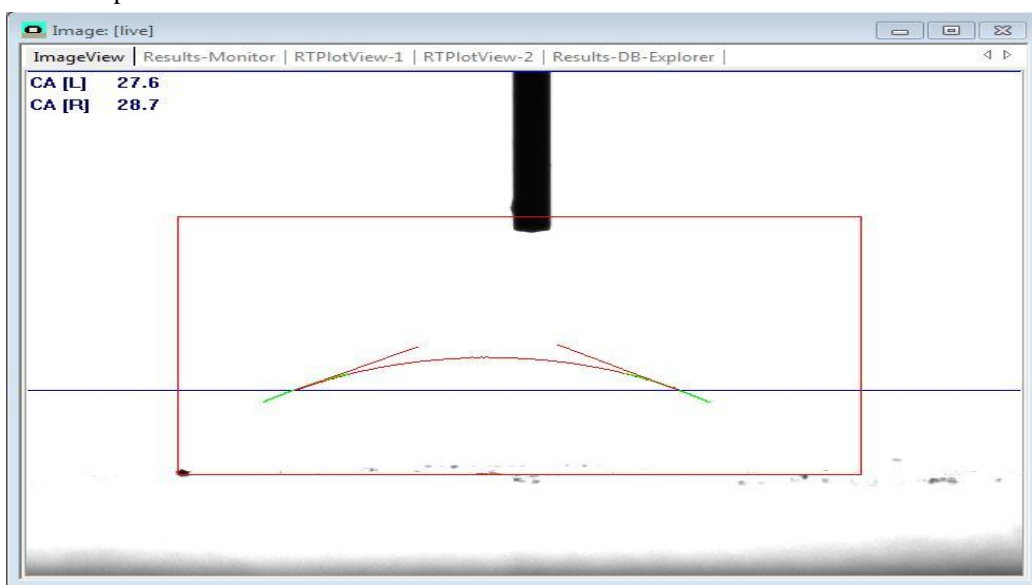 Image: [live]
ImageView | Results-Monitor | RTPlotView-1 | RTPlotView-2 | Results-DB-Explorer |
CA [L] 27.6
CA [R] 28.7